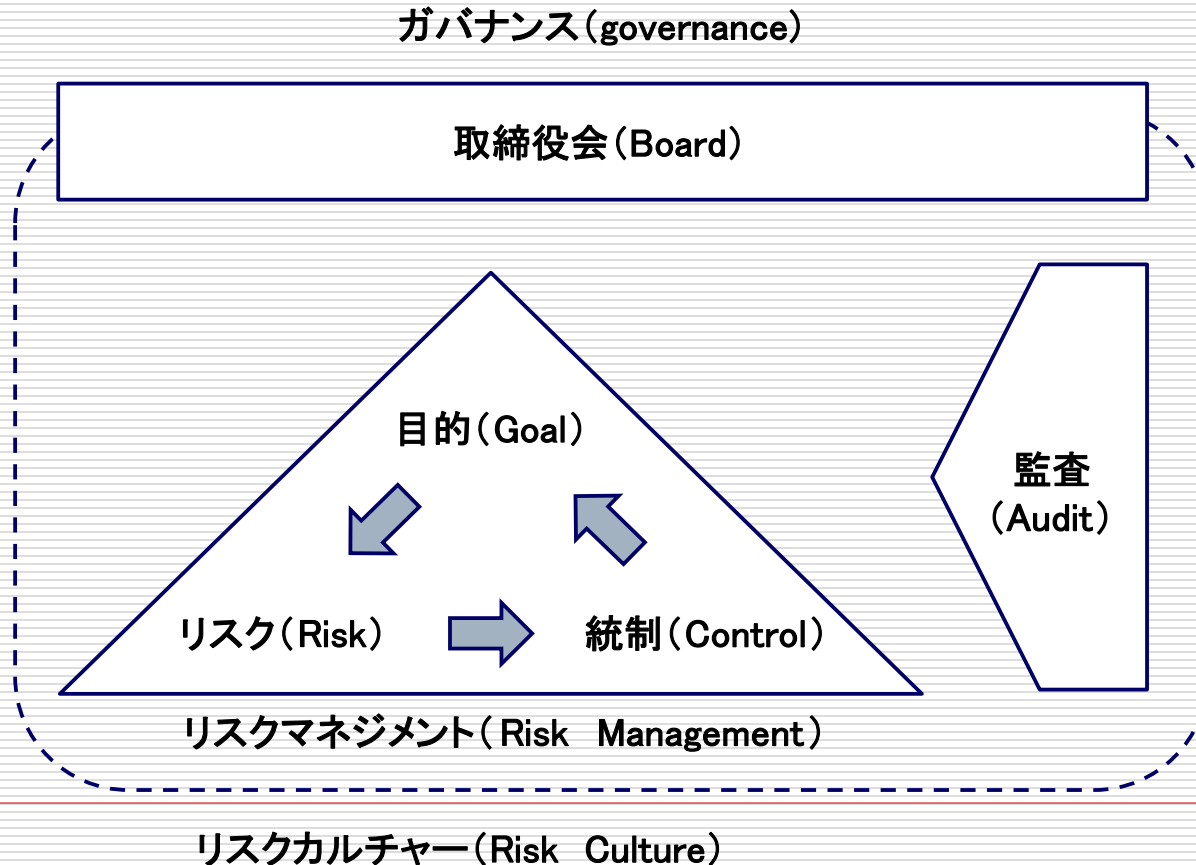 ガバナンス(governance)
取締役会(Board)
目的(Goal)
監査
(Audit)
リスク(Risk)
統制(Control)
リスクマネジメント(Risk Management)
リスクカルチャー(Risk Culture)